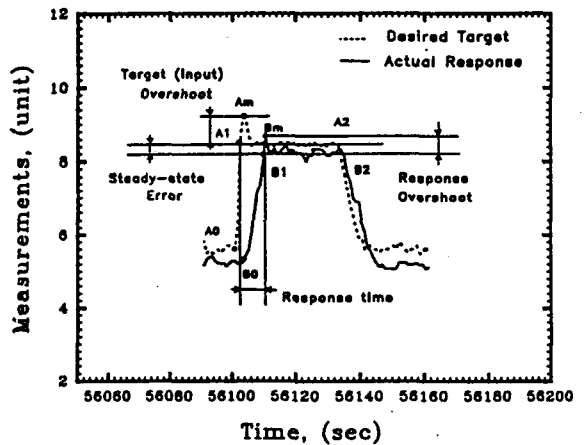 12
10
8
6
4
2
Measurements, (unit)
Desired Target
Actual Response
Target (Input)
Overshoot
Am
A1
Bm
A2
Steady-state
Error
B1
B2
Response
Overshoot
A0
B0
Response time
56060 56080 56100 56120 56140 56160 56180 56200
Time, (sec)